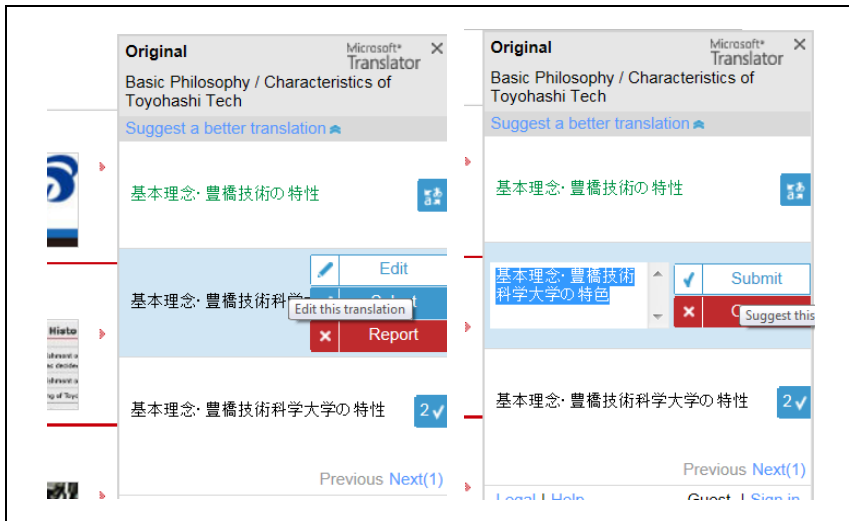 Original
Microsoft®
Translator
Basic Philosophy / Characteristics of
Toyohashi Tech
Suggest a better translation
基本理念・豊橋技術の特性
Edit
基本理念・豊橋技術科学
Edit this translation
Report
基本理念・豊橋技術科学大学の特性
2
Previous Next(1)
Histo
Original
Microsoft®
Translator
Basic Philosophy / Characteristics of
Toyohashi Tech
Suggest a better translation
基本理念・豊橋技術の特性
基本理念・豊橋技術
科学大学の特色
Submit
Suggest this
基本理念・豊橋技術科学大学の特性
2
Previous Next(1)
Legal | Help
Guest | Sign in